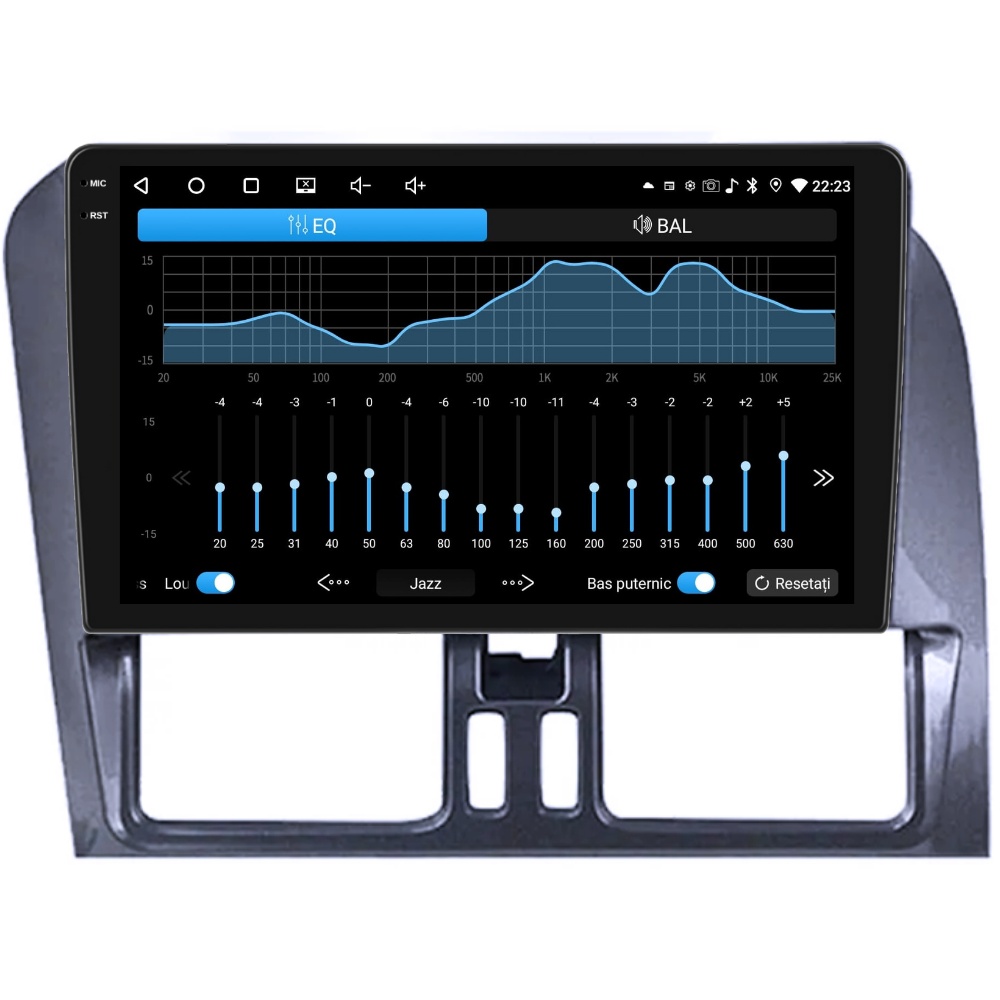 MIC
RST
22:23
EQ
BAL
15
0
-15
20 50 100 200 500 1K 2K 5K 10K 25K
-4 -4 -3 -1 0 -4 -6 -10 -10 -11 -4 -3 -2 -2 +2 +5
15
0
-15
20 25 31 40 50 63 80 100 125 160 200 250 315 400 500 630
s Lou Jazz Bas puternic Resetați